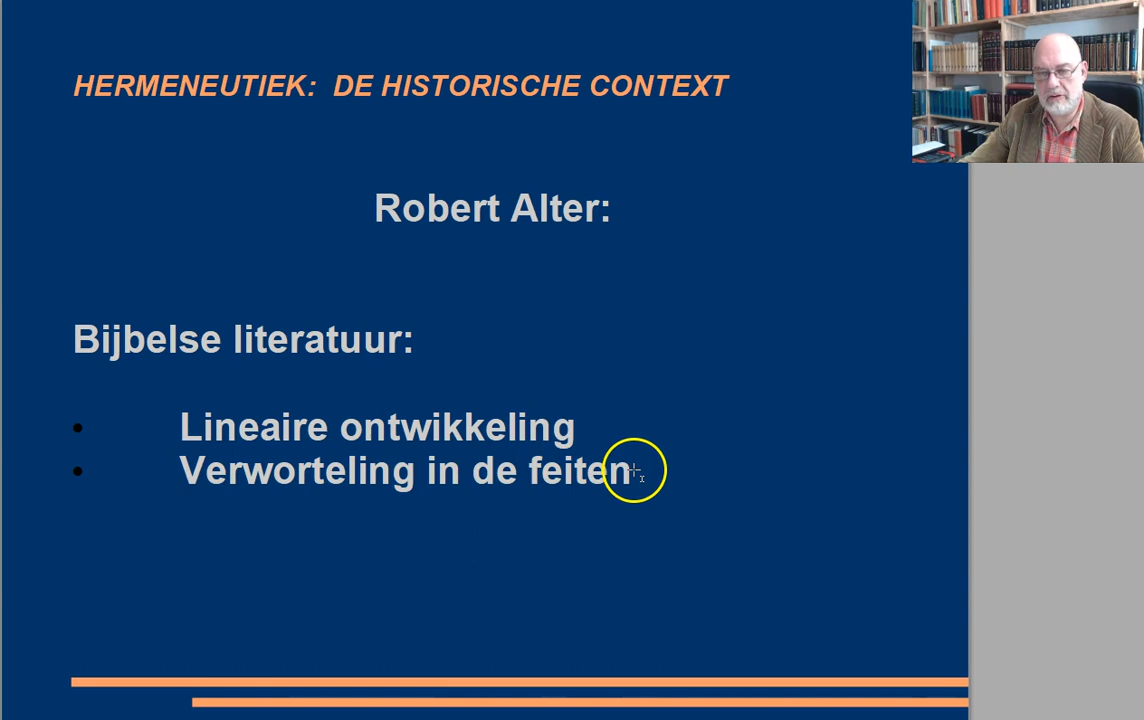 HERMENEUTIEK: DE HISTORISCHE CONTEXT
Robert Alter:
Bijbelse literatuur:
• Lineaire ontwikkeling
• Verworteling in de feiten